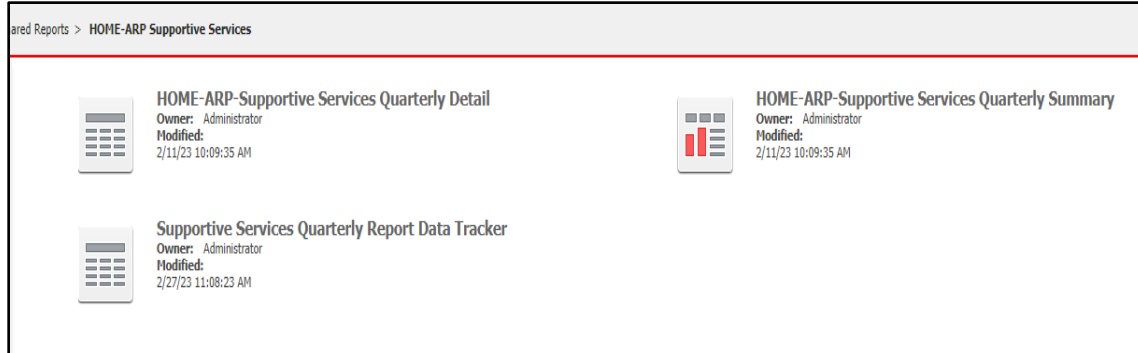 ared Reports > HOME-ARP Supportive Services
HOME-ARP-Supportive Services Quarterly Detail
Owner: Administrator
Modified:
2/11/23 10:09:35 AM
HOME-ARP-Supportive Services Quarterly Summary
Owner: Administrator
Modified:
2/11/23 10:09:35 AM
Supportive Services Quarterly Report Data Tracker
Owner: Administrator
Modified:
2/27/23 11:08:23 AM